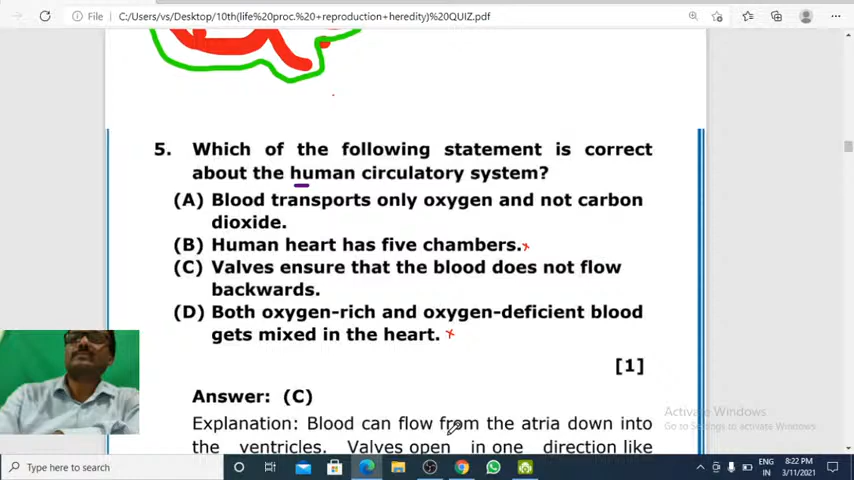 File | C:/Users/vs/Desktop/10th(life%20proc.%20+reproduction+heredity)%20QUIZ.pdf
5. Which of the following statement is correct
about the human circulatory system?
(A) Blood transports only oxygen and not carbon
dioxide.
(B) Human heart has five chambers.
(C) Valves ensure that the blood does not flow
backwards.
(D) Both oxygen-rich and oxygen-deficient blood
gets mixed in the heart.
[1]
Answer: (C)
Explanation: Blood can flow from the atria down into
the ventricles. Valves open in one direction like
Activate Windows
Go to Settings to activate Windows.
Type here to search
ENG
IN
8:22 PM
3/11/2021